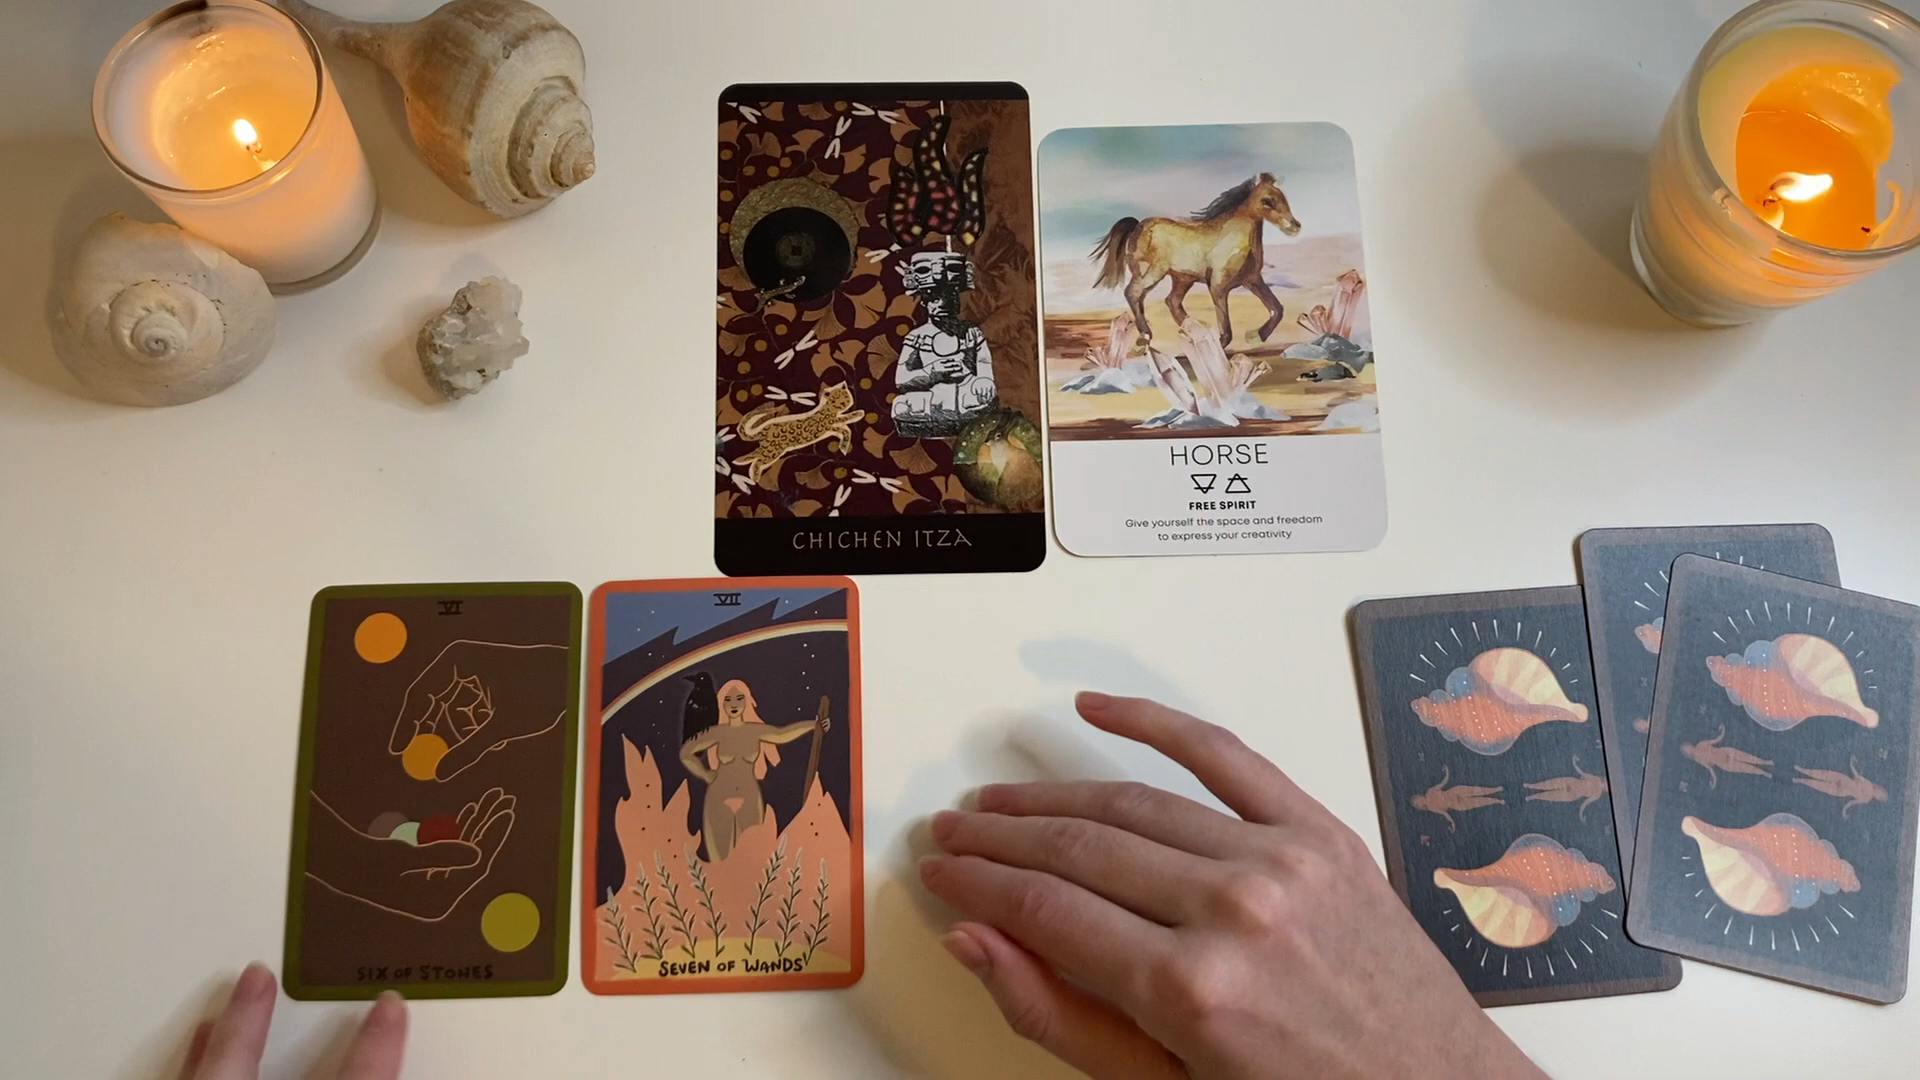 CHICHEN ITZA
HORSE
FREE SPIRIT
Give yourself the space and freedom
to express your creativity
VI
SIX OF STONES
VII
SEVEN OF WANDS